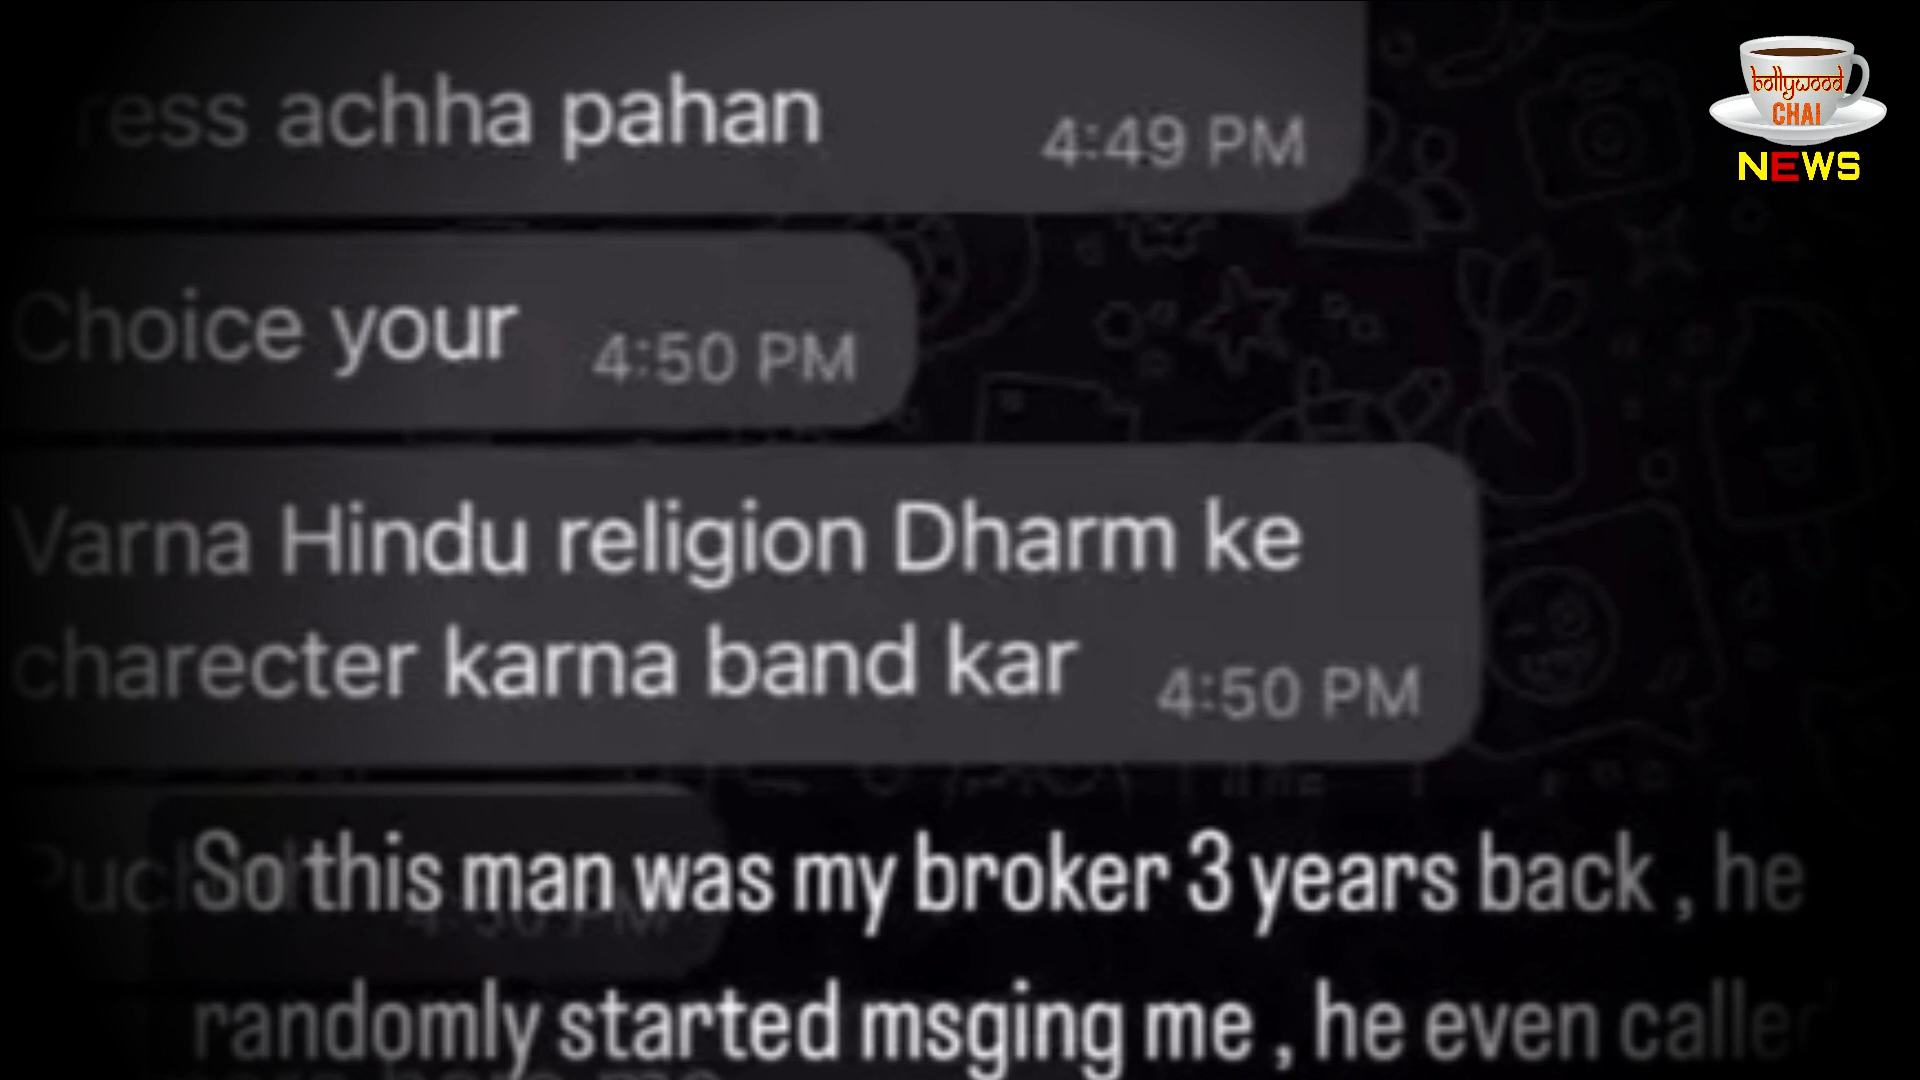 bollywood
CHAI
NEWS
ress achha pahan
4:49 PM
Choice your
4:50 PM
Varna Hindu religion Dharm ke
charecter karna band kar
4:50 PM
So this man was my broker 3 years back , he
randomly started msging me , he even called